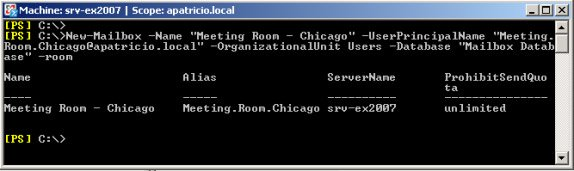 Machine: srv-ex2007 | Scope: apatricio.local
[PS] C:\>
[PS] C:\>New-Mailbox -Name "Meeting Room - Chicago" -UserPrincipalName "Meeting.
Room.Chicago@apatricio.local" -OrganizationalUnit Users -Database "Mailbox Datab
ase" -room
Name Alias ServerName ProhibitSendQuo
ta
---- ----- ---------- ---------------
Meeting Room - Chicago Meeting.Room.Chicago srv-ex2007 unlimited
[PS] C:\>